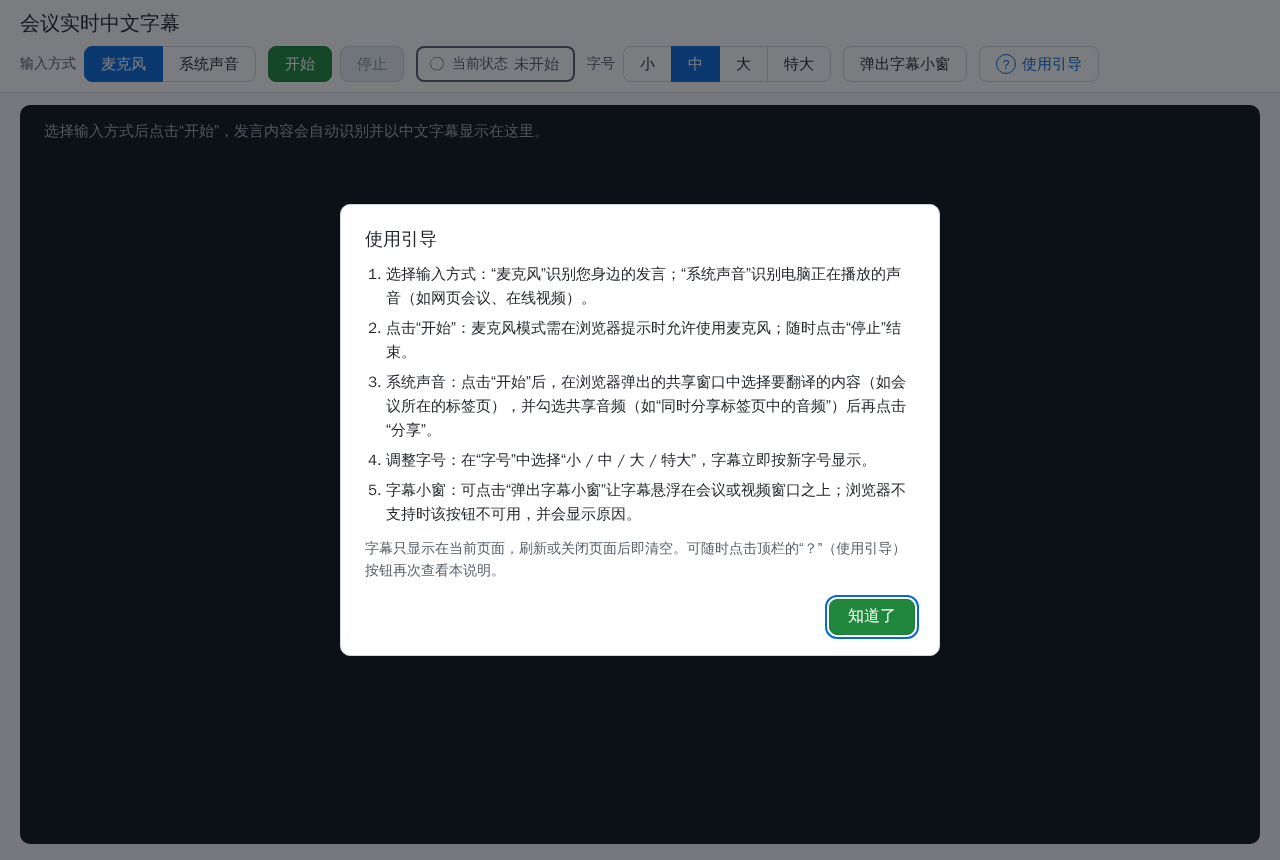 会议实时中文字幕
输入方式 麦克风 系统声音 开始 停止 当前状态 未开始 字号 小 中 大 特大 弹出字幕小窗 ? 使用引导
选择输入方式后点击“开始”，发言内容会自动识别并以中文字幕显示在这里。
使用引导
1. 选择输入方式：“麦克风”识别您身边的发言；“系统声音”识别电脑正在播放的声
音（如网页会议、在线视频）。
2. 点击“开始”：麦克风模式需在浏览器提示时允许使用麦克风；随时点击“停止”结
束。
3. 系统声音：点击“开始”后，在浏览器弹出的共享窗口中选择要翻译的内容（如会
议所在的标签页），并勾选共享音频（如“同时分享标签页中的音频”）后再点击
“分享”。
4. 调整字号：在“字号”中选择“小 / 中 / 大 / 特大”，字幕立即按新字号显示。
5. 字幕小窗：可点击“弹出字幕小窗”让字幕悬浮在会议或视频窗口之上；浏览器不
支持时该按钮不可用，并会显示原因。
字幕只显示在当前页面，刷新或关闭页面后即清空。可随时点击顶栏的“？”（使用引导）
按钮再次查看本说明。
知道了